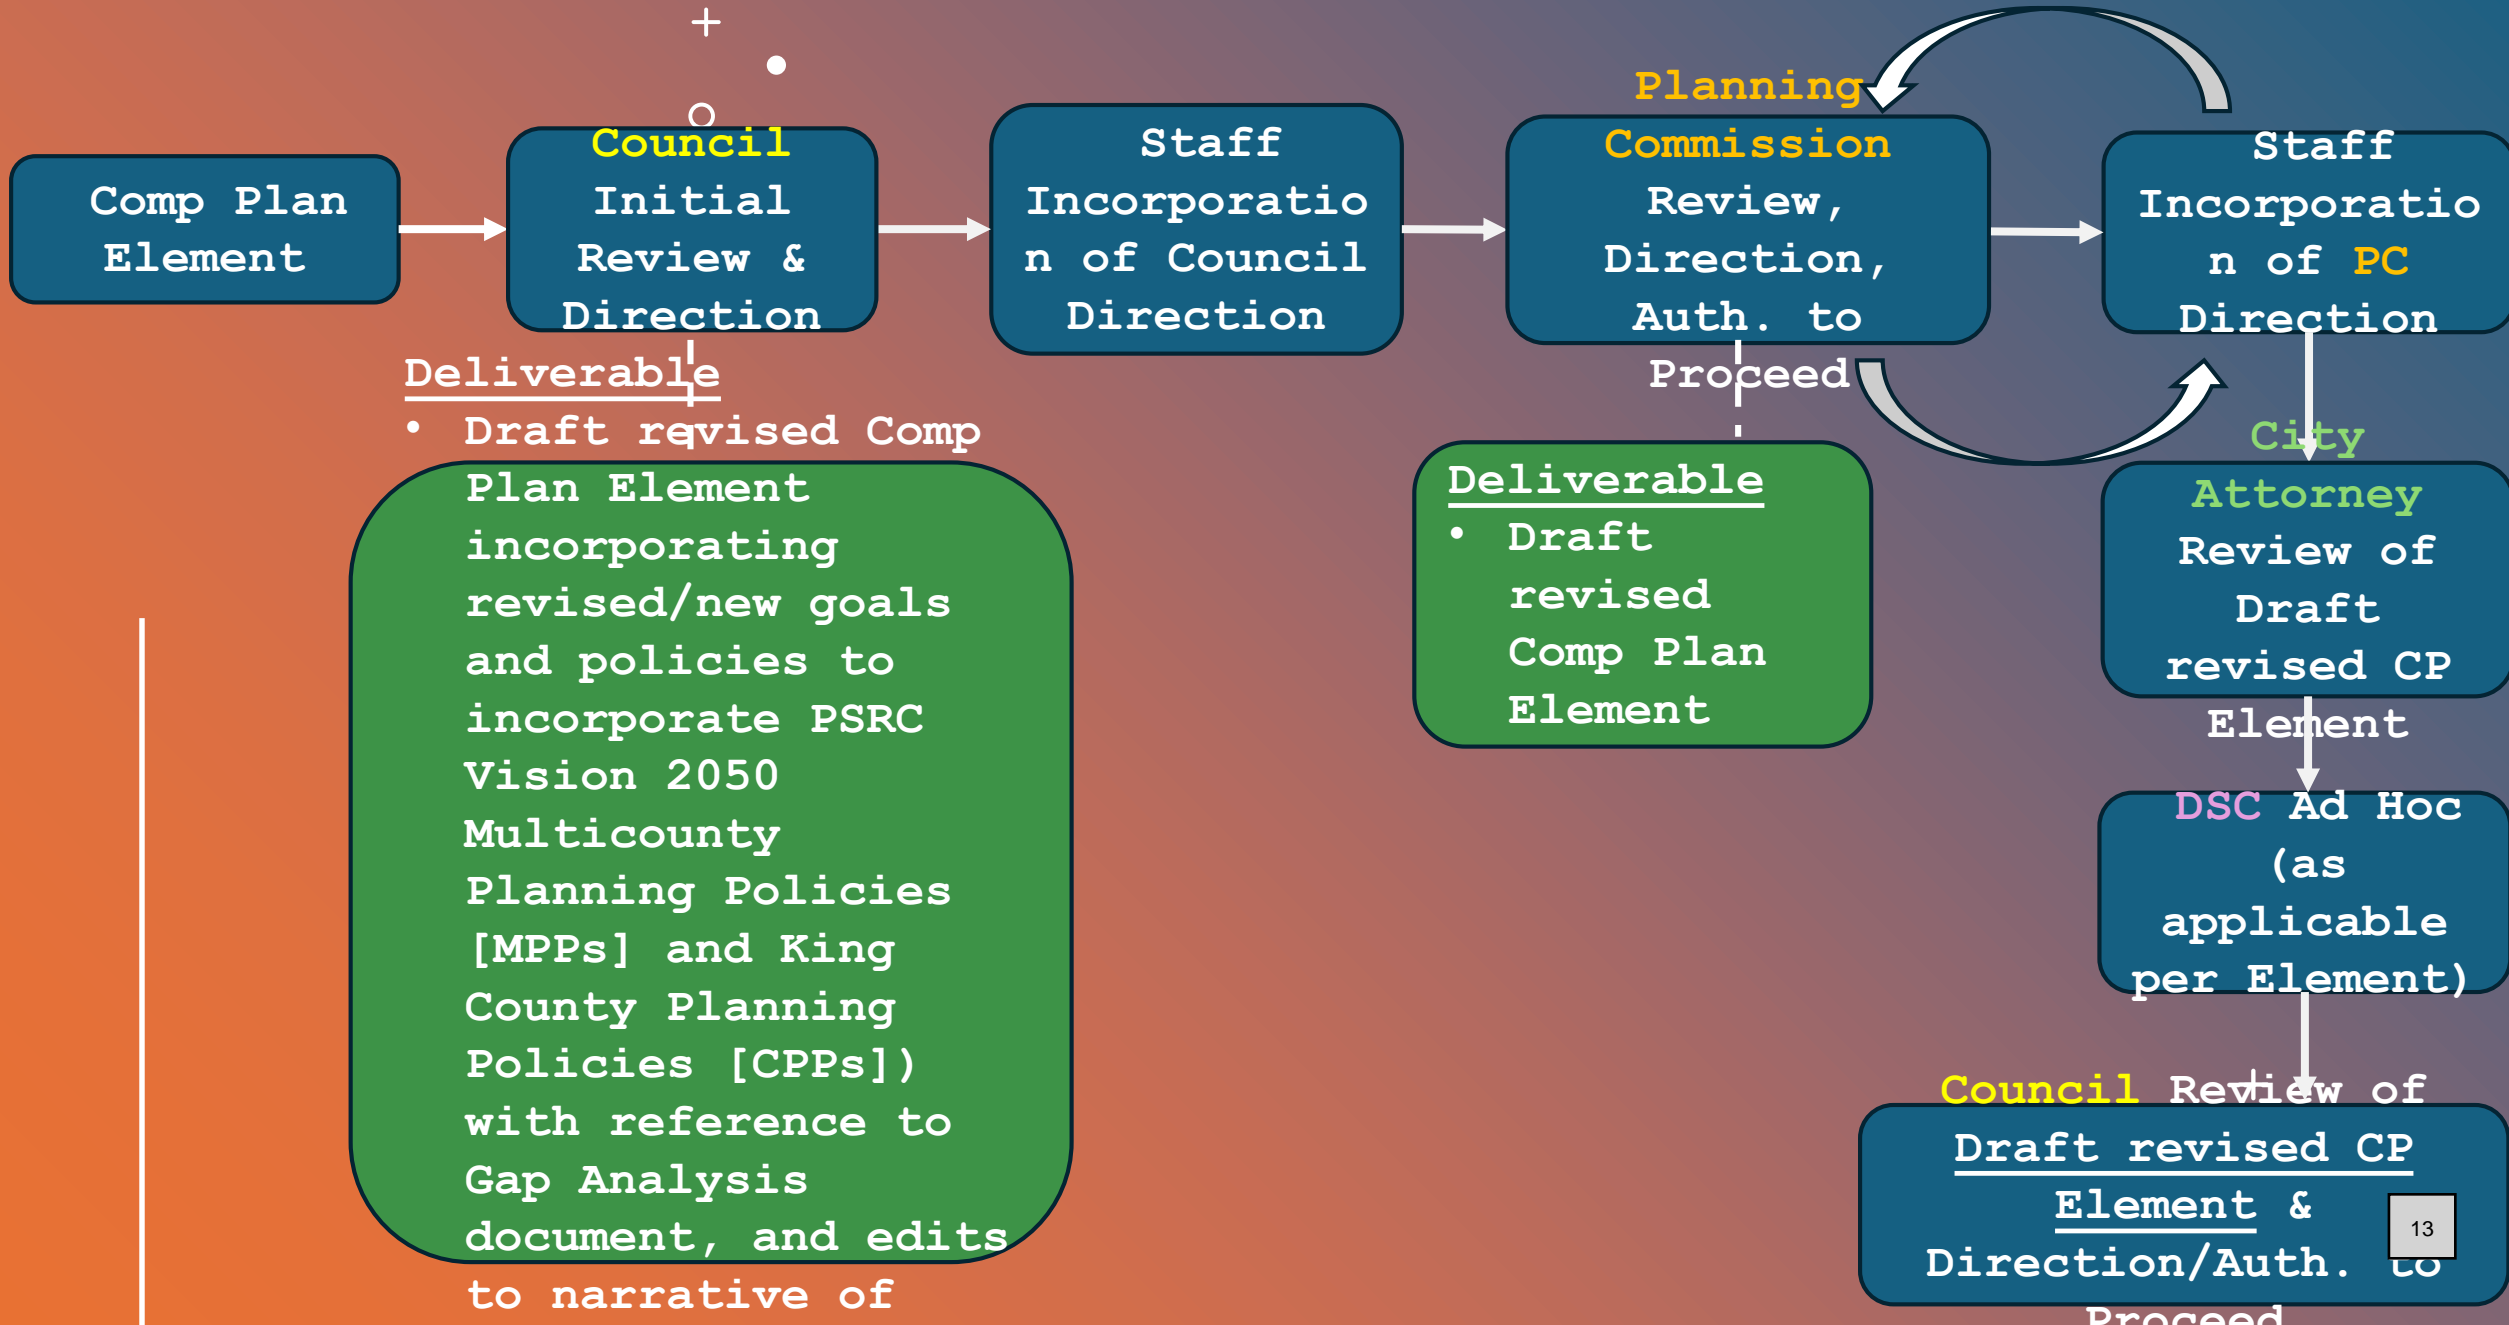 Comp Plan
Element
Council
Initial
Review &
Direction
Staff
Incorporatio
n of Council
Direction
Planning
Commission
Review,
Direction,
Auth. to
Proceed
Staff
Incorporatio
n of PC
Direction
Deliverable
• Draft revised Comp
Plan Element
incorporating
revised/new goals
and policies to
incorporate PSRC
Vision 2050
Multicounty
Planning Policies
[MPPs] and King
County Planning
Policies [CPPs])
with reference to
Gap Analysis
document, and edits
to narrative of
Deliverable
• Draft
revised
Comp Plan
Element
City
Attorney
Review of
Draft
revised CP
Element
DSC Ad Hoc
(as
applicable
per Element)
Council Review of
Draft revised CP
Element &
Direction/Auth. to
Proceed
13